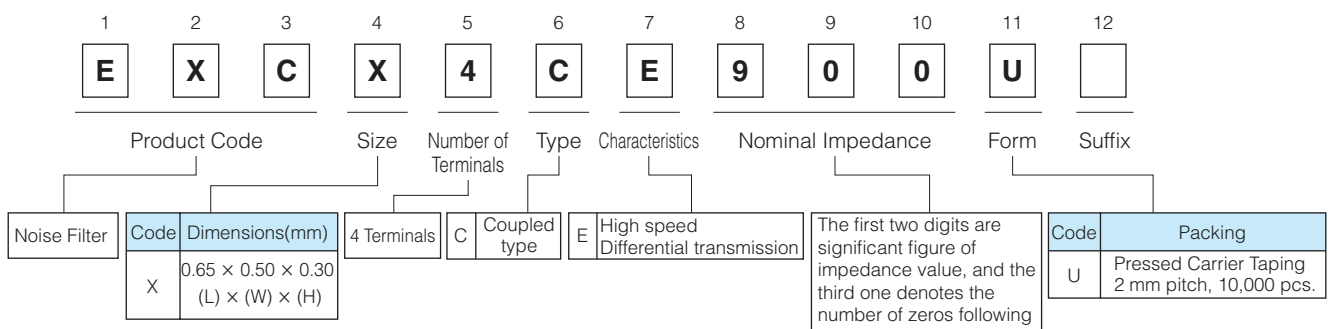 1 2 3 4 5 6 7 8 9 10 11 12
E X C X 4 C E 9 0 0 U
Product Code Size Number of Type Characteristics Nominal Impedance Form Suffix
Terminals
Noise Filter
Code Dimensions(mm)
X 0.65 × 0.50 × 0.30
(L) × (W) × (H)
4 Terminals
C Coupled
type
E High speed
Differential transmission
The first two digits are
significant figure of
impedance value, and the
third one denotes the
number of zeros following
Code Packing
U Pressed Carrier Taping
2 mm pitch, 10,000 pcs.